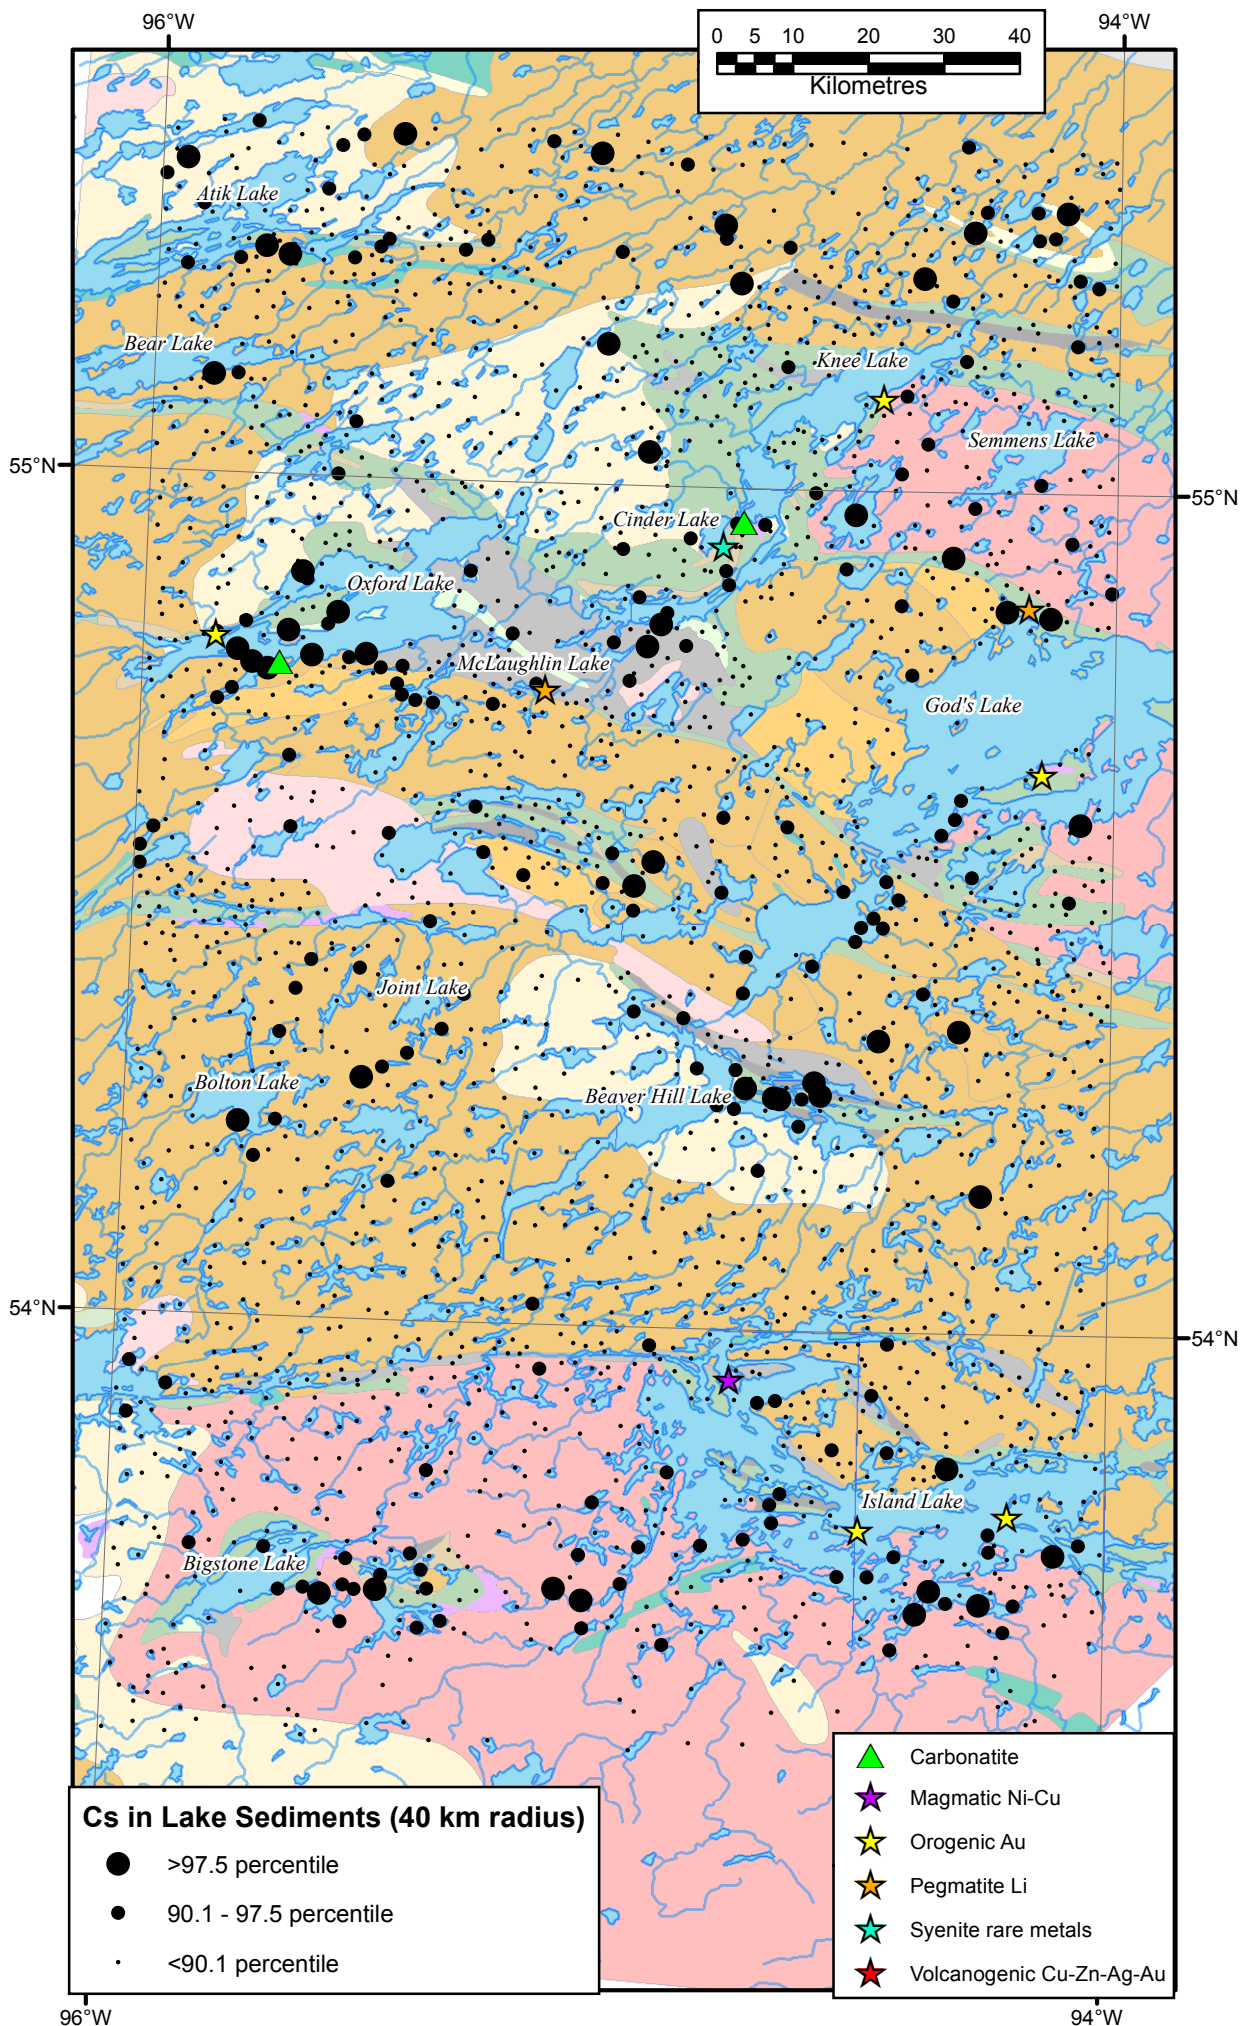 96°W
94°W
0 5 10 20 30 40
Kilometres
Atik Lake
Bear Lake
Knee Lake
Semmens Lake
55°N
55°N
Cinder Lake
Oxford Lake
McLaughlin Lake
God's Lake
Joint Lake
Bolton Lake
Beaver Hill Lake
54°N
54°N
Island Lake
Bigstone Lake
Cs in Lake Sediments (40 km radius)
>97.5 percentile
90.1 - 97.5 percentile
<90.1 percentile
Carbonatite
Magmatic Ni-Cu
Orogenic Au
Pegmatite Li
Syenite rare metals
Volcanogenic Cu-Zn-Ag-Au
96°W
94°W